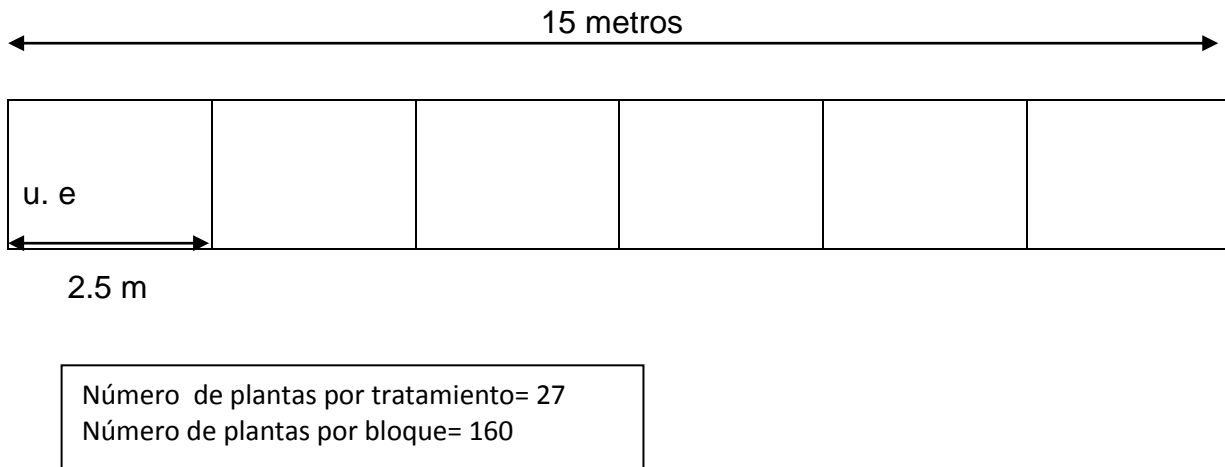 15 metros
u. e
2.5 m
Número de plantas por tratamiento= 27
Número de plantas por bloque= 160